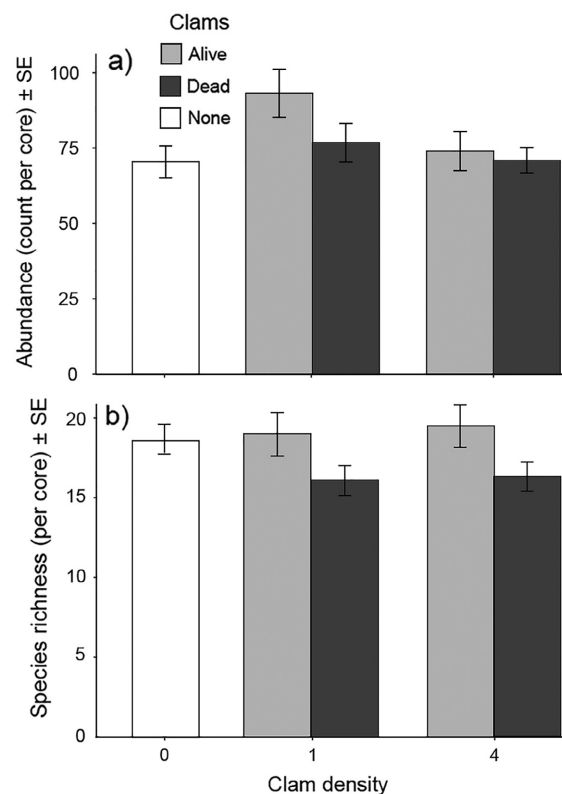 Clams
a)
Alive
Dead
None
Abundance (count per core) ± SE
100
75
50
25
0
b)
Species richness (per core) ± SE
20
15
10
5
0
0
1
4
Clam density